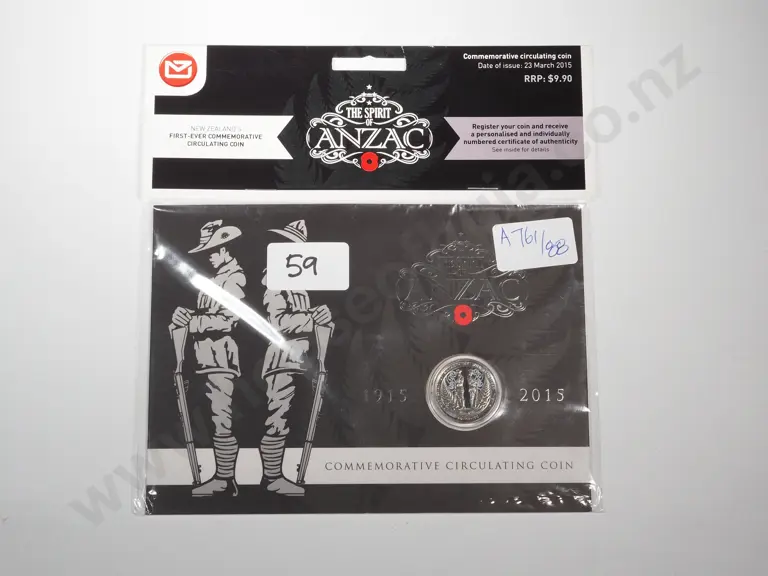 Commemorative circulating coin
Date of issue: 23 March 2015
RRP: $9.90
THE SPIRIT
OF
ANZAC
NEW ZEALAND'S
FIRST-EVER COMMEMORATIVE
CIRCULATING COIN
Register your coin and receive
a personalised and individually
numbered certificate of authenticity
See inside for details
59
A761/88
ANZAC
1915
2015
COMMEMORATIVE CIRCULATING COIN